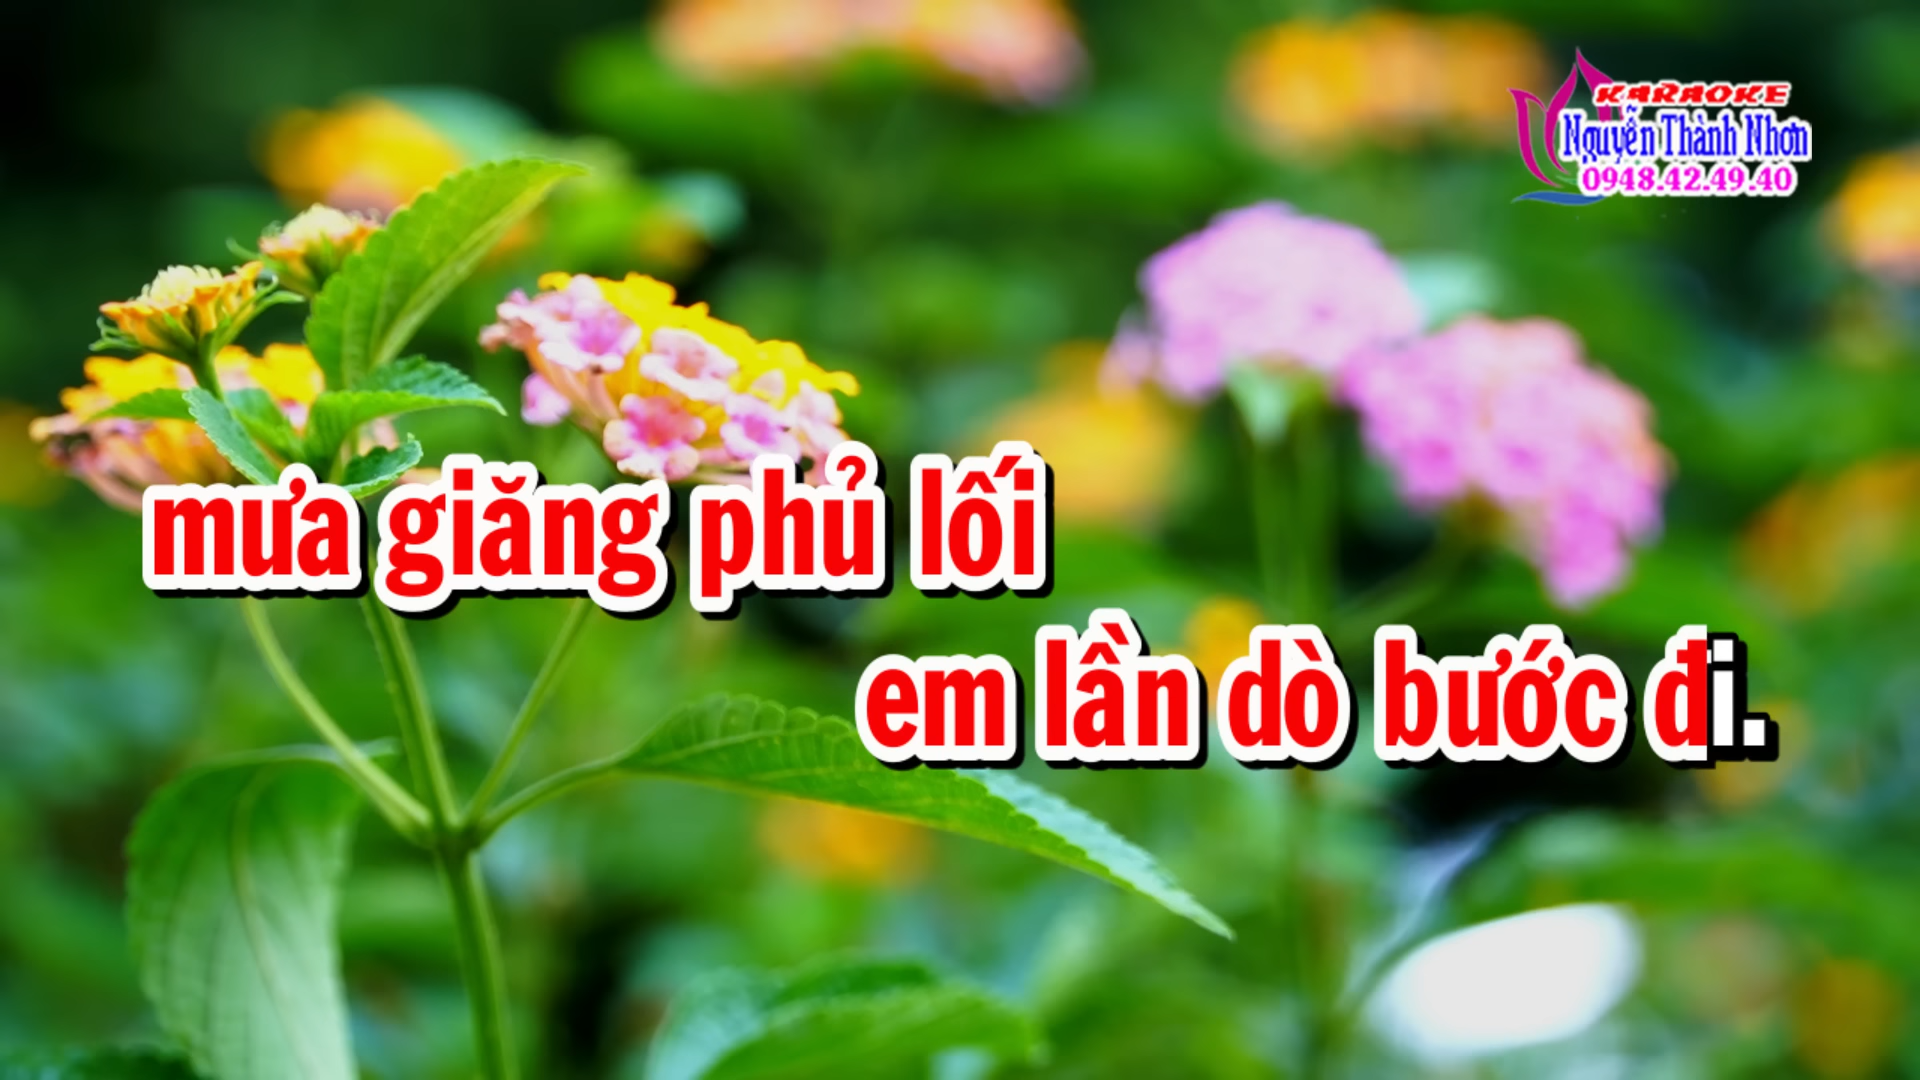 KARAOKE
Nguyễn Thành Nhơn
0948.42.49.40
mưa giăng phủ lối
em lần dò bước đi.